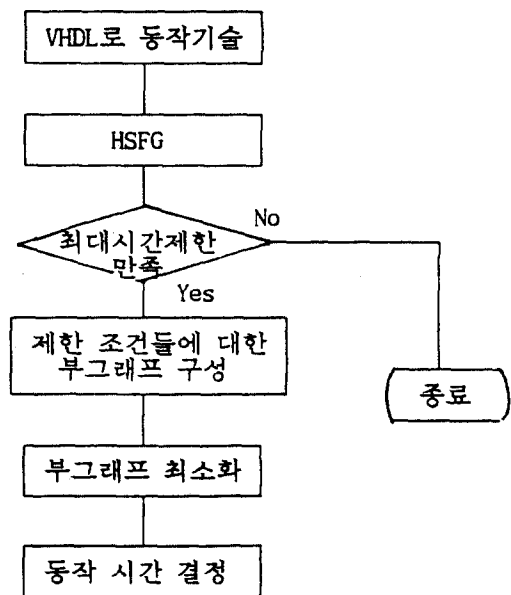 VHDL로 동작기술
HSFG
최대시간제한
만족
No
Yes
제한 조건들에 대한
부그래프 구성
종료
부그래프 최소화
동작 시간 결정